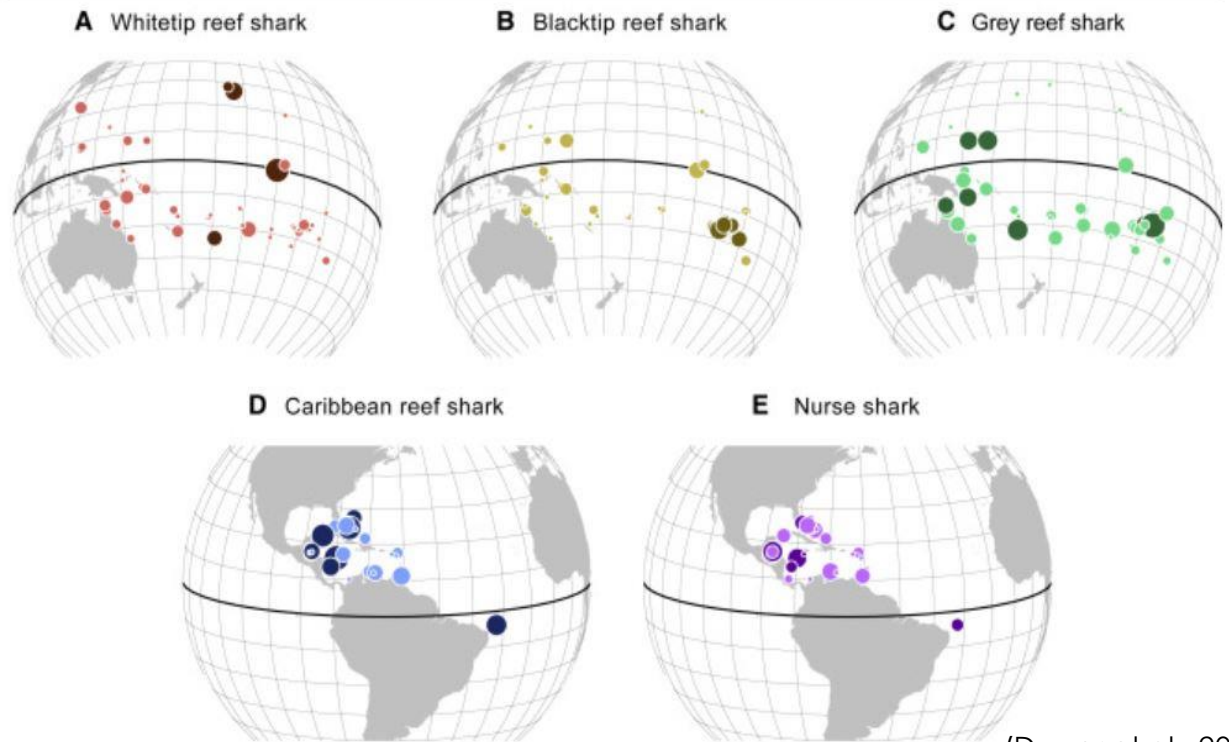 A Whitetip reef shark
B Blacktip reef shark
C Grey reef shark
D Caribbean reef shark
E Nurse shark